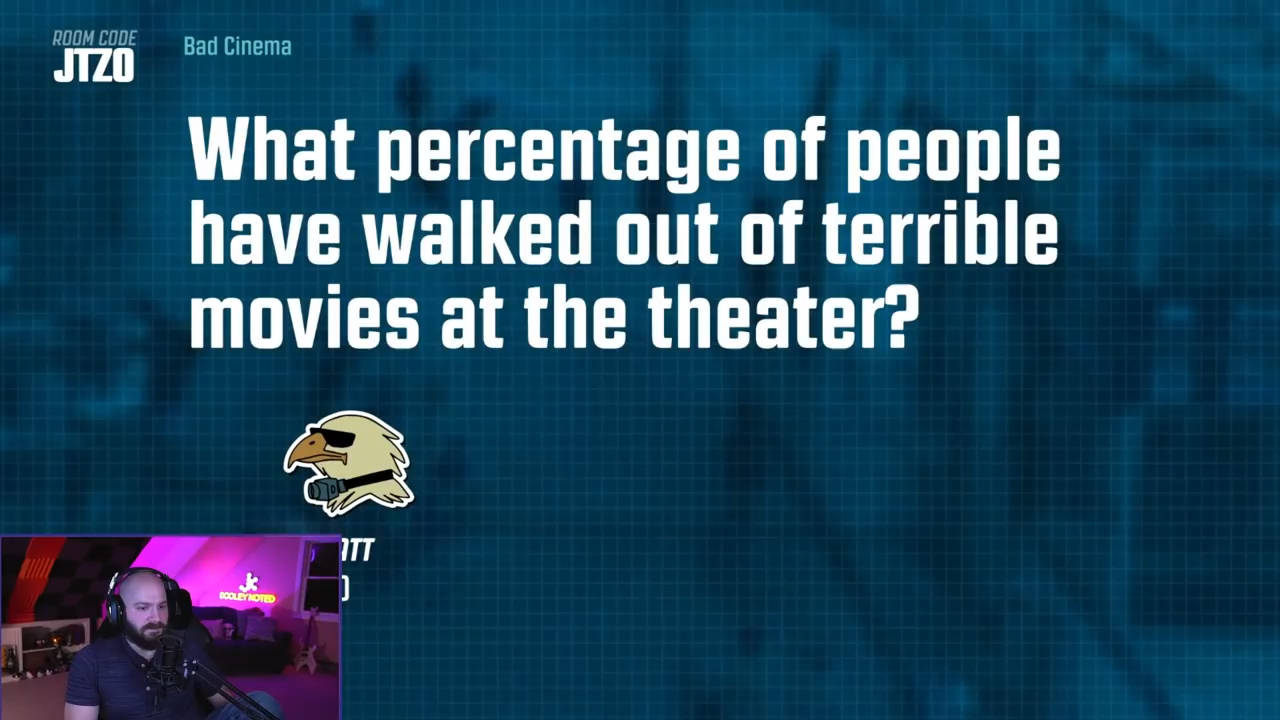 ROOM CODE
JTZO
Bad Cinema
What percentage of people
have walked out of terrible
movies at the theater?
DOOLEY NOTED